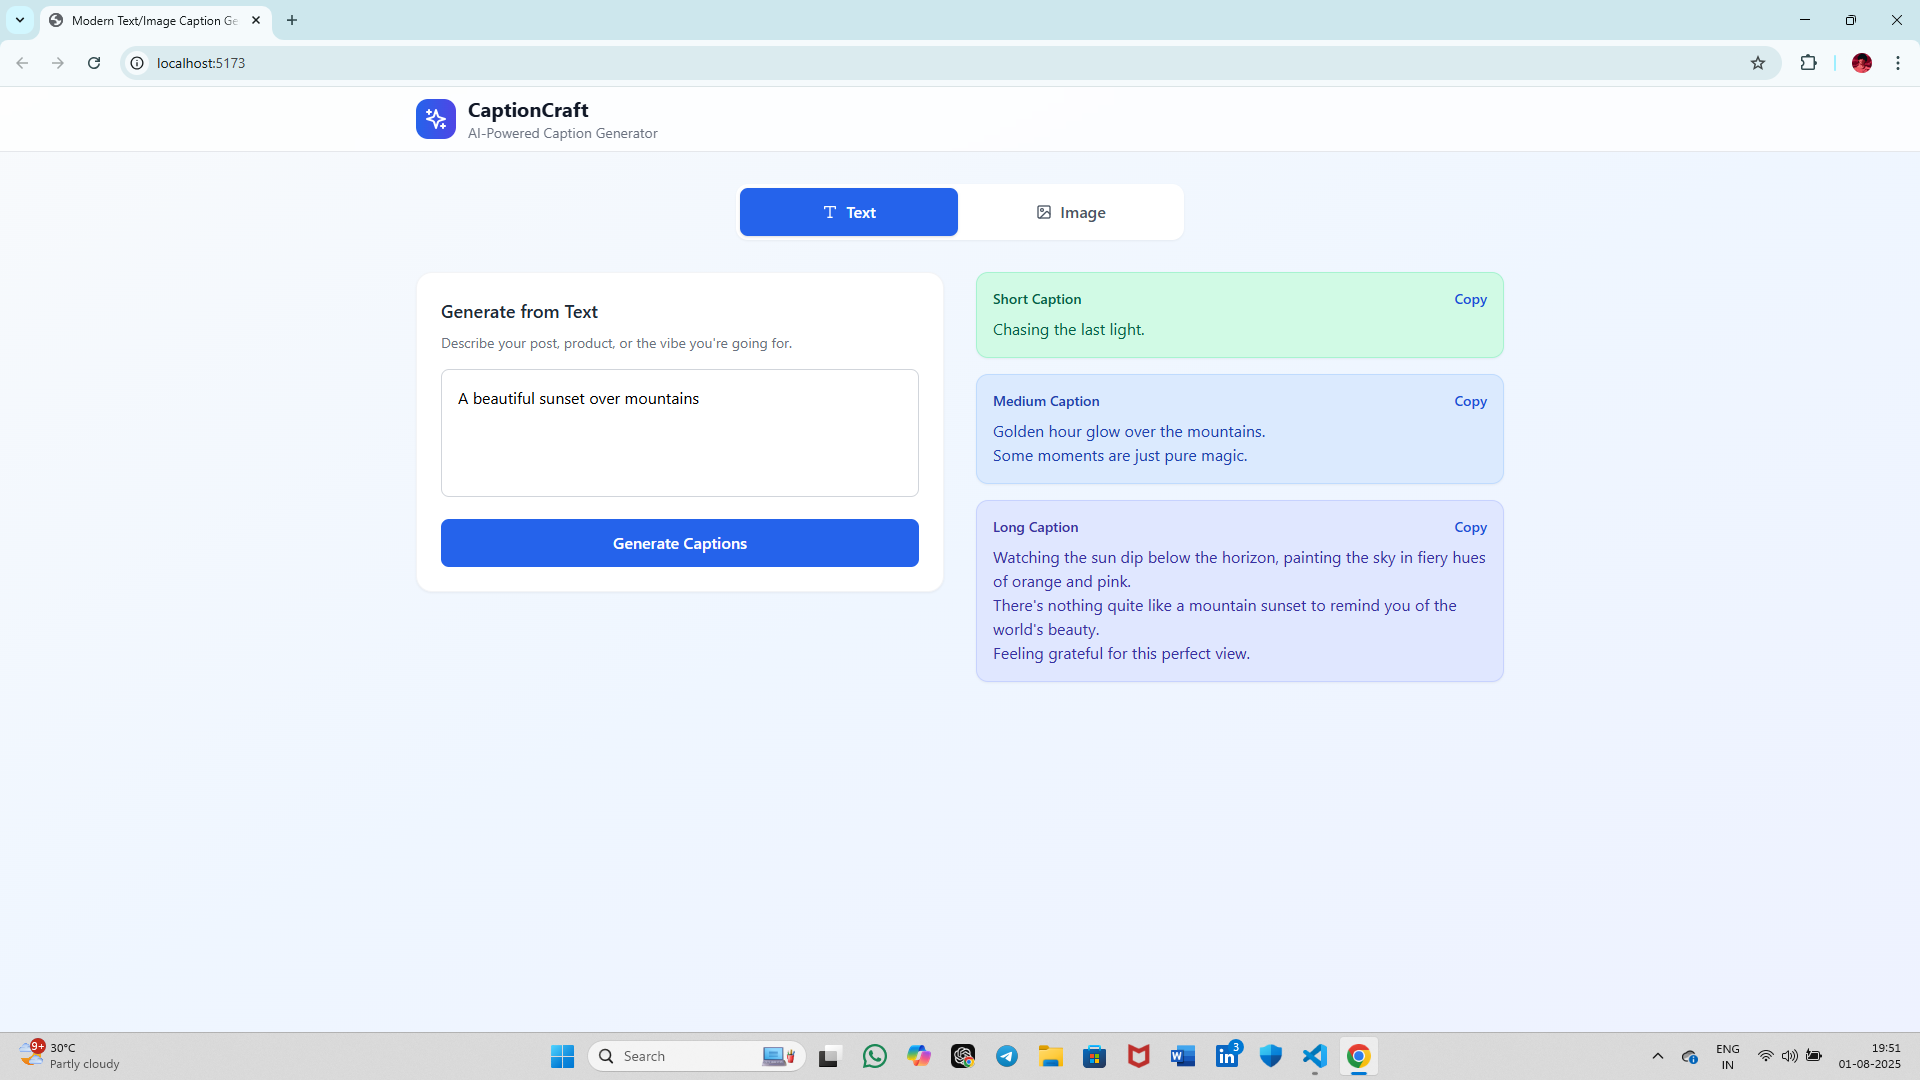 Modern Text/Image Caption Ge
localhost:5173
CaptionCraft
AI-Powered Caption Generator
Text
Image
Generate from Text
Describe your post, product, or the vibe you're going for.
A beautiful sunset over mountains
Generate Captions
Short Caption
Copy
Chasing the last light.
Medium Caption
Copy
Golden hour glow over the mountains.
Some moments are just pure magic.
Long Caption
Copy
Watching the sun dip below the horizon, painting the sky in fiery hues
of orange and pink.
There's nothing quite like a mountain sunset to remind you of the
world's beauty.
Feeling grateful for this perfect view.
9+
30°C
Partly cloudy
Search
W
in
3
ENG
IN
19:51
01-08-2025